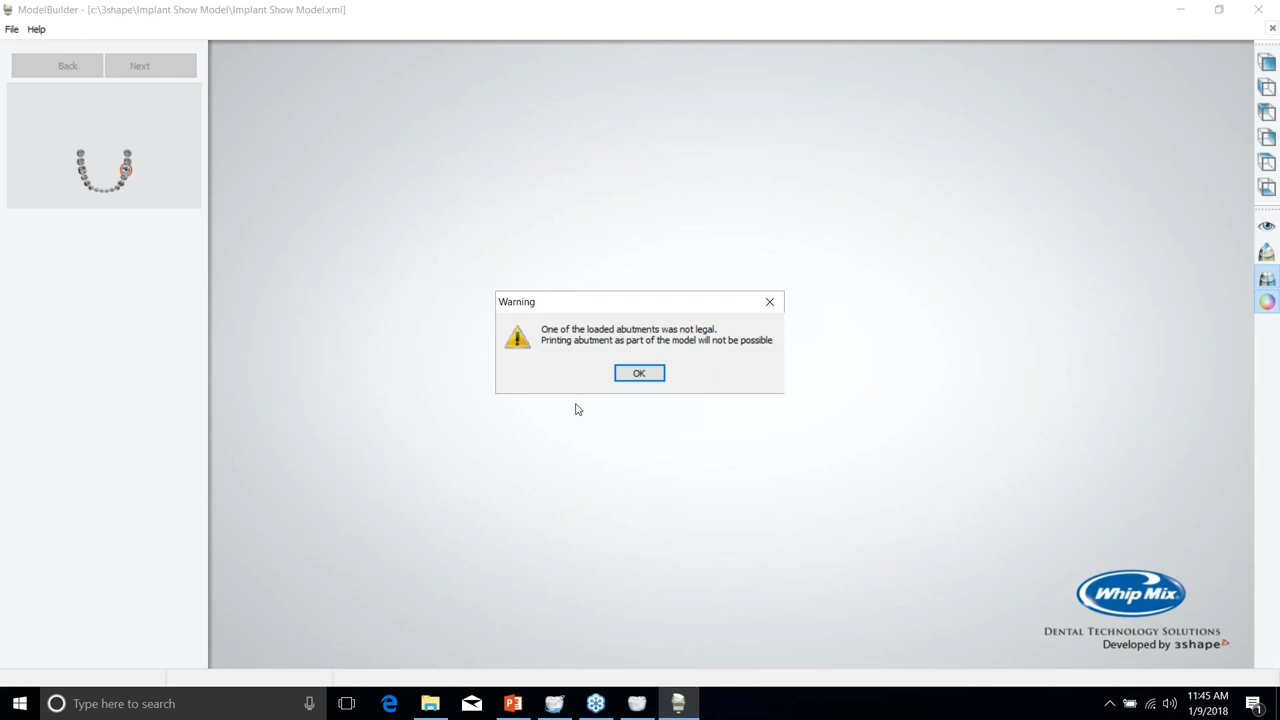 ModelBuilder - [c:\3shape\Implant Show Model\Implant Show Model.xml]
File Help
Back Next
Warning
One of the loaded abutments was not legal.
Printing abutment as part of the model will not be possible
OK
Whip Mix
DENTAL TECHNOLOGY SOLUTIONS
Developed by 3shape
Type here to search
11:45 AM
1/9/2018
1